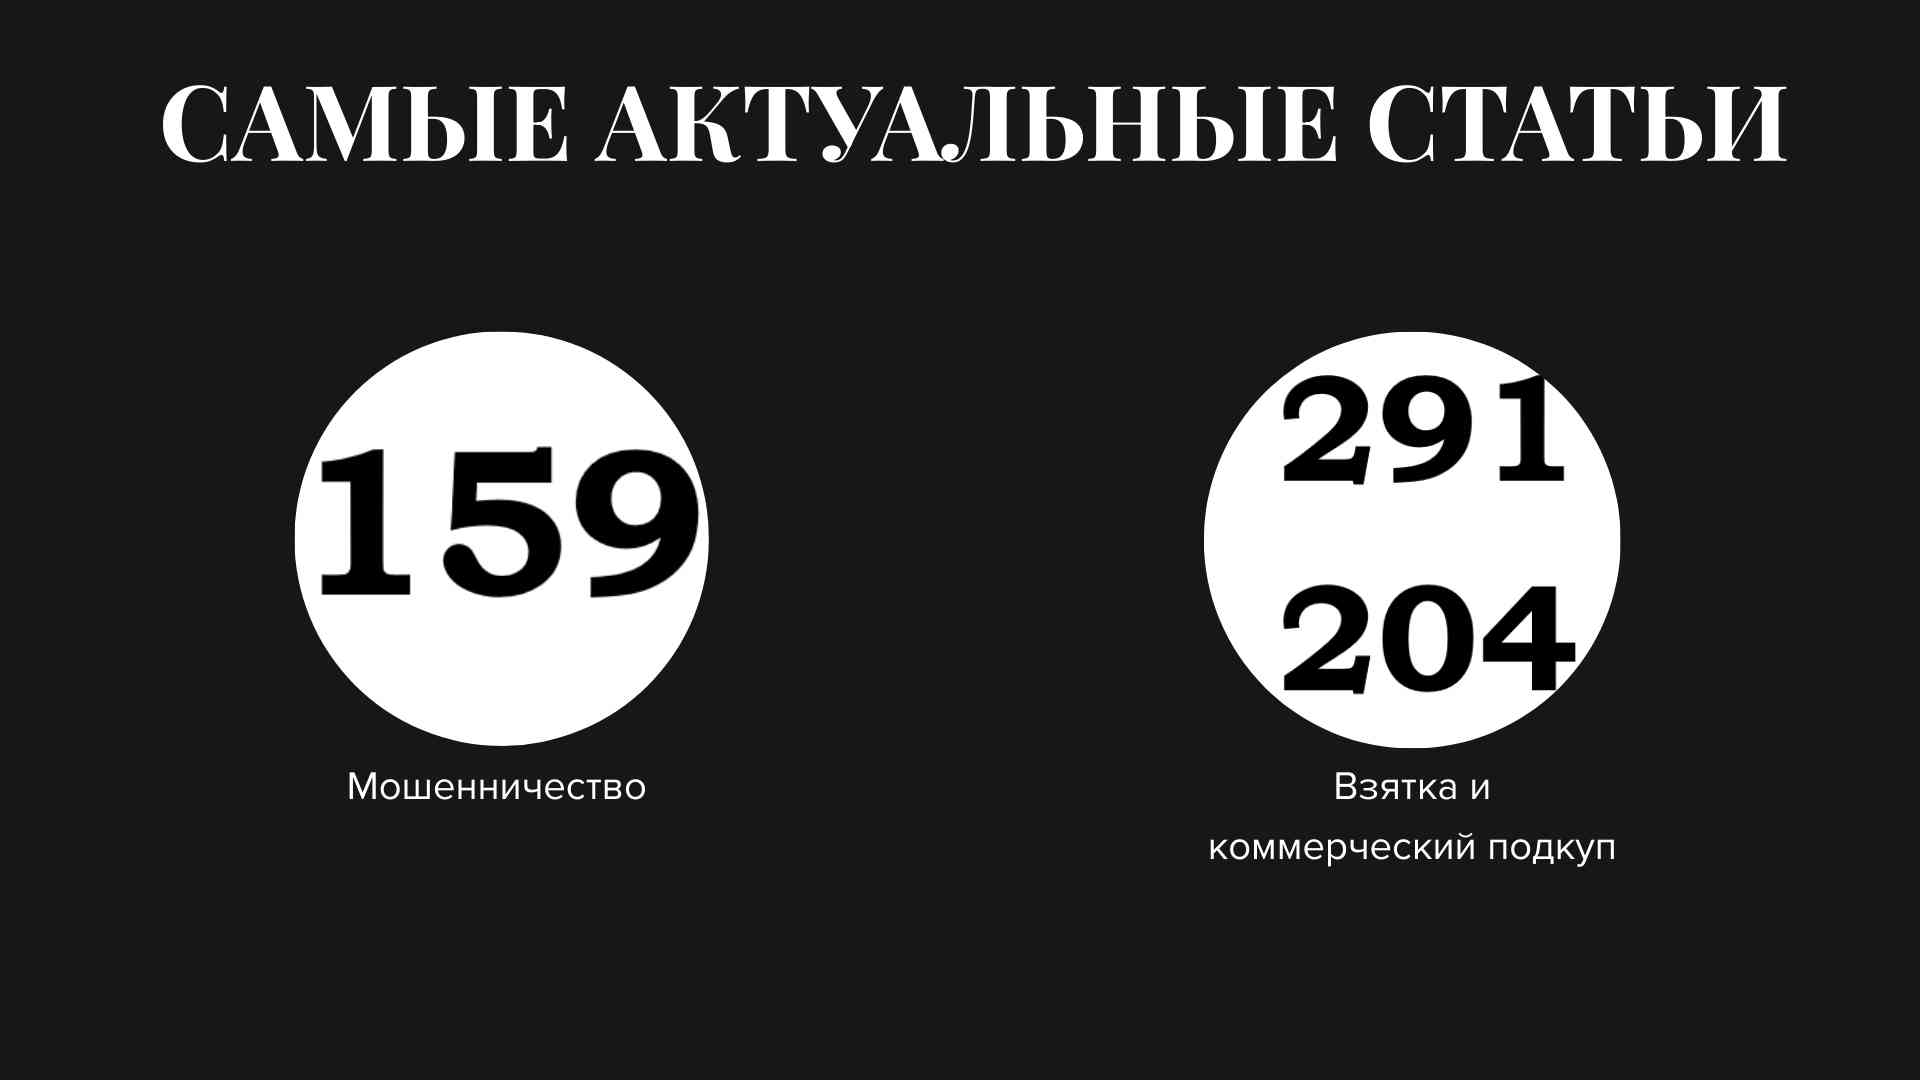 САМЫЕ АКТУАЛЬНЫЕ СТАТЬИ
159
Мошенничество
291
204
Взятка и
коммерческий подкуп